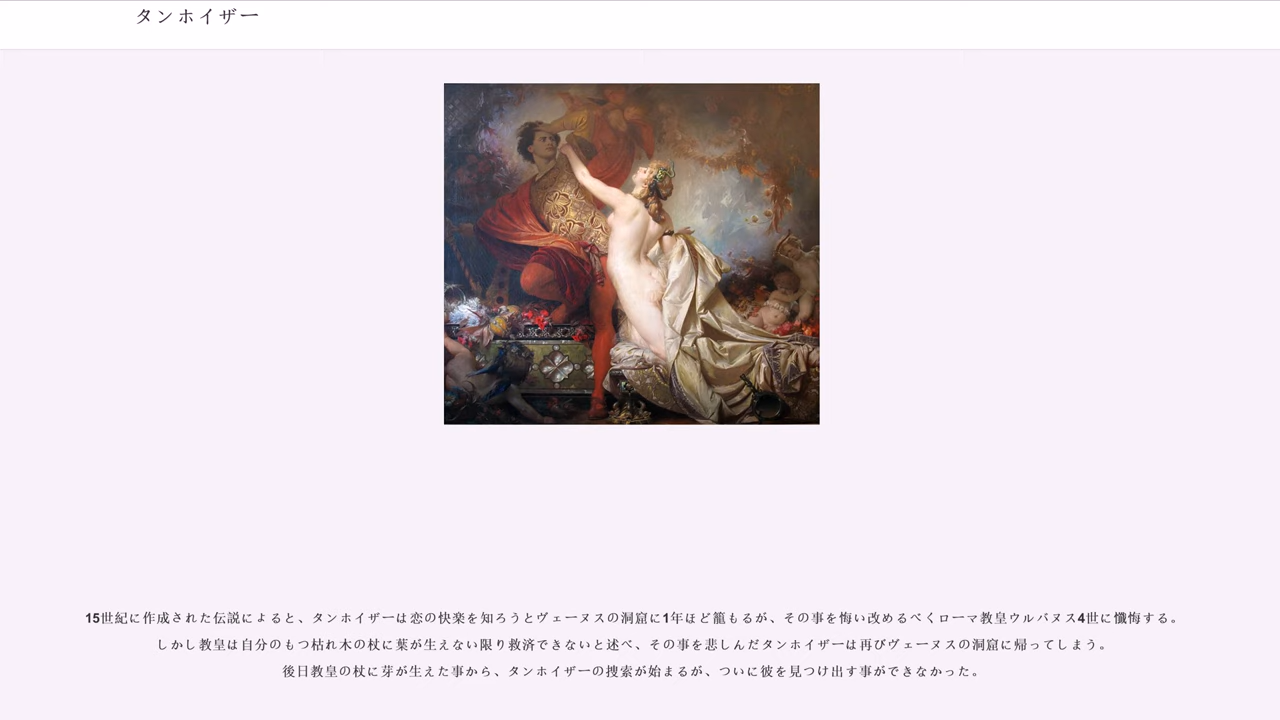 タンホイザー
15世紀に作成された伝説によると、タンホイザーは恋の快楽を知ろうとヴェーヌスの洞窟に1年ほど籠もるが、その事を悔い改めるべくローマ教皇ウルバヌス4世に懺悔する。
しかし教皇は自分のもつ枯れ木の杖に葉が生えない限り救済できないと述べ、その事を悲しんだタンホイザーは再びヴェーヌスの洞窟に帰ってしまう。
後日教皇の杖に芽が生えた事から、タンホイザーの捜索が始まるが、ついに彼を見つけ出す事ができなかった。